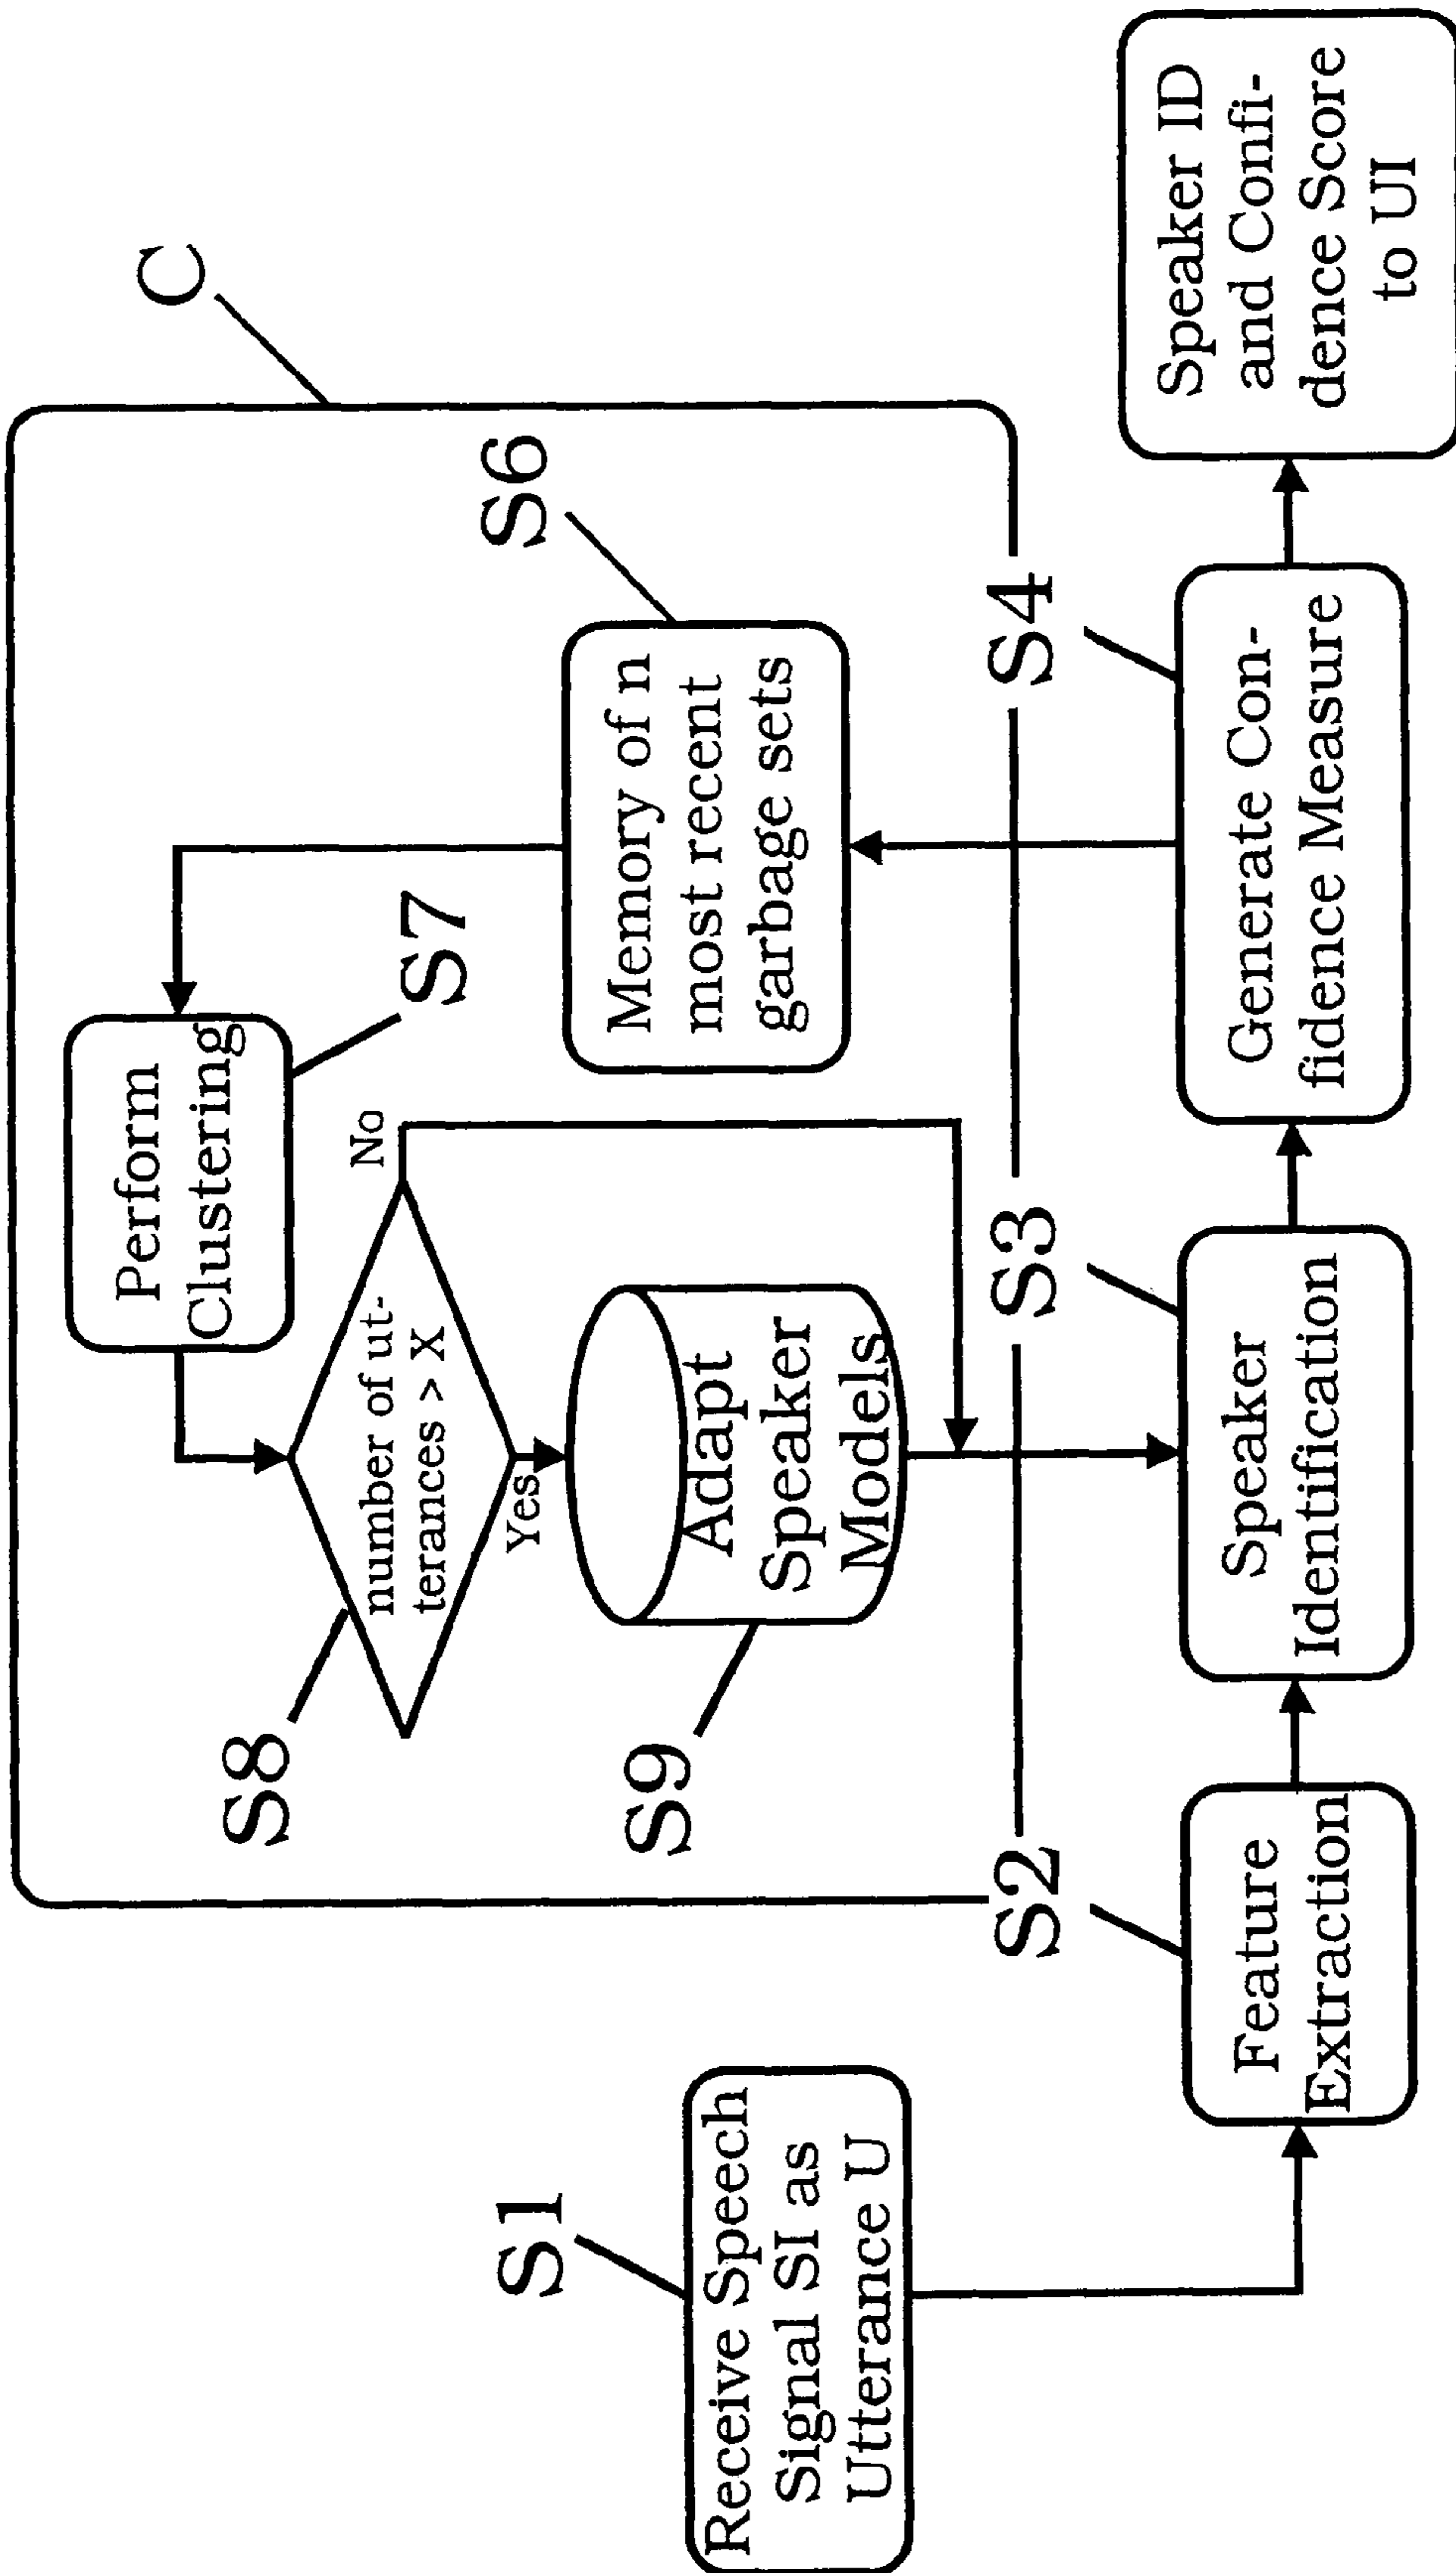 C
S6
Memory of n
most recent
garbage sets
S7
Perform
Clustering
S8
number of ut-
terances > X
No
Yes
S9
Adapt
Speaker
Models
S1
Receive Speech
Signal SI as
Utterance U
S2
Feature
Extraction
S3
Speaker
Identification
S4
Generate Con-
fidence Measure
Speaker ID
and Confi-
dence Score
to UI